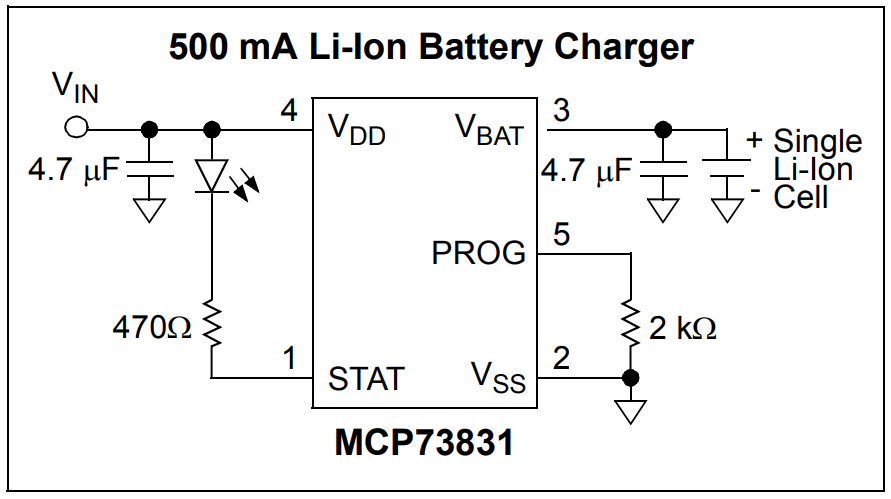 500 mA Li-Ion Battery Charger
VIN
4
VDD
VBAT
3
4.7 μF
4.7 μF
+ Single
Li-Ion
- Cell
PROG
5
470Ω
2 kΩ
1
STAT
VSS
2
MCP73831